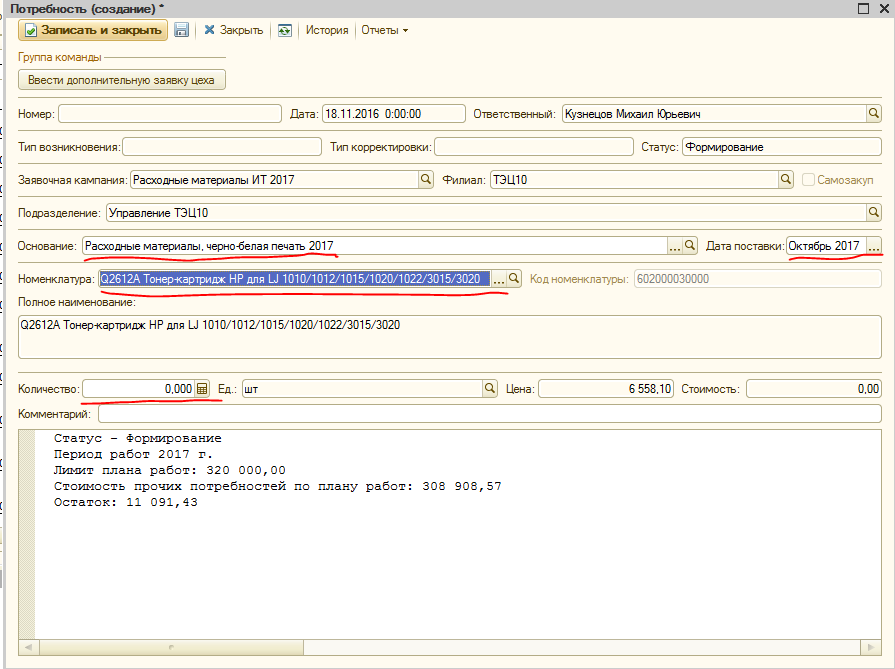 Потребность (создание) *
Записать и закрыть Закрыть История Отчеты
Группа команды
Ввести дополнительную заявку цеха
Номер: Дата: 18.11.2016 0:00:00 Ответственный: Кузнецов Михаил Юрьевич
Тип возникновения: Тип корректировки: Статус: Формирование
Заявочная кампания: Расходные материалы ИТ 2017 Филиал: ТЭЦ10 Самозакуп
Подразделение: Управление ТЭЦ10
Основание: Расходные материалы, черно-белая печать 2017 ... Дата поставки: Октябрь 2017 ...
Номенклатура: Q2612A Тонер-картридж HP для LJ 1010/1012/1015/1020/1022/3015/3020 ... Код номенклатуры: 602000030000
Полное наименование:
Q2612A Тонер-картридж HP для LJ 1010/1012/1015/1020/1022/3015/3020
Количество: 0,000 Ед.: шт Цена: 6 558,10 Стоимость: 0,00
Комментарий:
Статус - Формирование
Период работ 2017 г.
Лимит плана работ: 320 000,00
Стоимость прочих потребностей по плану работ: 308 908,57
Остаток: 11 091,43